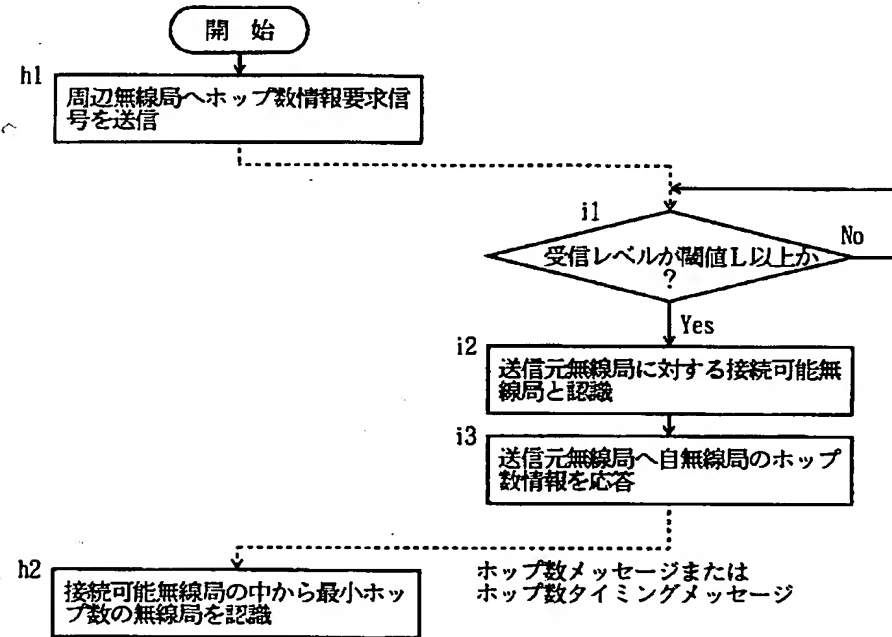 開 始
h1
周辺無線局へホップ数情報要求信
号を送信
i1
受信レベルが閾値L以上か
?
No
Yes
i2
送信元無線局に対する接続可能無
線局と認識
i3
送信元無線局へ自無線局のホップ
数情報を応答
h2
接続可能無線局の中から最小ホッ
プ数の無線局を認識
ホップ数メッセージまたは
ホップ数タイミングメッセージ